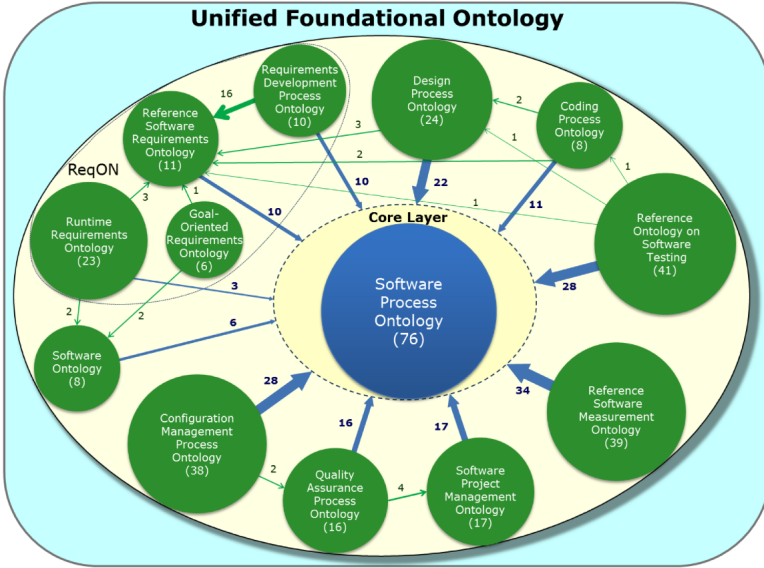 Unified Foundational Ontology
Requirements
Development
Process
Ontology
(10)
Design
Process
Ontology
(24)
Coding
Process
Ontology
(8)
Reference
Software
Requirements
Ontology
(11)
16
3
2
2
1
1
ReqON
Runtime
Requirements
Ontology
(23)
3
1
Goal-
Oriented
Requirements
Ontology
(6)
10
10
22
11
1
Reference
Ontology on
Software
Testing
(41)
Core Layer
Software
Process
Ontology
(76)
3
28
2
2
6
Software
Ontology
(8)
28
34
Configuration
Management
Process
Ontology
(38)
Reference
Software
Measurement
Ontology
(39)
16
17
2
Quality
Assurance
Process
Ontology
(16)
4
Software
Project
Management
Ontology
(17)